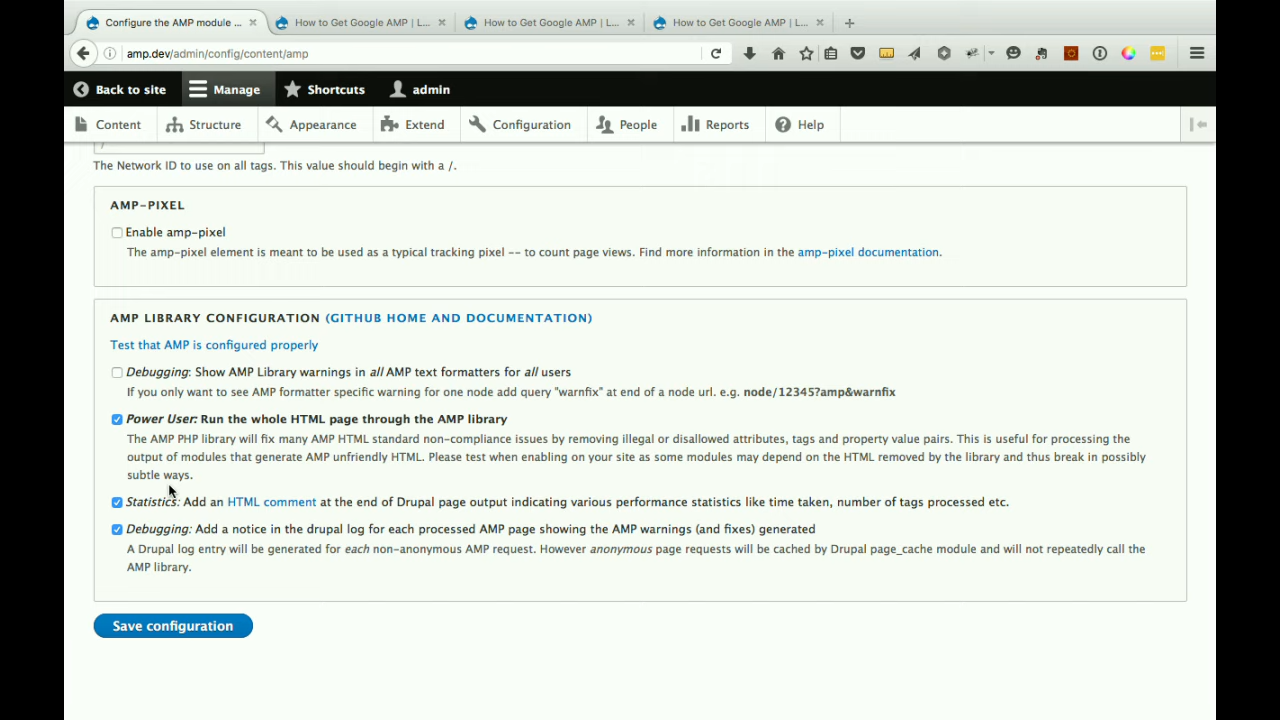 Configure the AMP module ...
How to Get Google AMP | L...
How to Get Google AMP | L...
How to Get Google AMP | L...
amp.dev/admin/config/content/amp
Back to site
Manage
Shortcuts
admin
Content
Structure
Appearance
Extend
Configuration
People
Reports
Help
The Network ID to use on all tags. This value should begin with a /.
AMP-PIXEL
Enable amp-pixel
The amp-pixel element is meant to be used as a typical tracking pixel -- to count page views. Find more information in the amp-pixel documentation.
AMP LIBRARY CONFIGURATION (GITHUB HOME AND DOCUMENTATION)
Test that AMP is configured properly
Debugging: Show AMP Library warnings in all AMP text formatters for all users
If you only want to see AMP formatter specific warning for one node add query "warnfix" at end of a node url. e.g. node/12345?amp&warnfix
Power User: Run the whole HTML page through the AMP library
The AMP PHP library will fix many AMP HTML standard non-compliance issues by removing illegal or disallowed attributes, tags and property value pairs. This is useful for processing the
output of modules that generate AMP unfriendly HTML. Please test when enabling on your site as some modules may depend on the HTML removed by the library and thus break in possibly
subtle ways.
Statistics: Add an HTML comment at the end of Drupal page output indicating various performance statistics like time taken, number of tags processed etc.
Debugging: Add a notice in the drupal log for each processed AMP page showing the AMP warnings (and fixes) generated
A Drupal log entry will be generated for each non-anonymous AMP request. However anonymous page requests will be cached by Drupal page_cache module and will not repeatedly call the
AMP library.
Save configuration